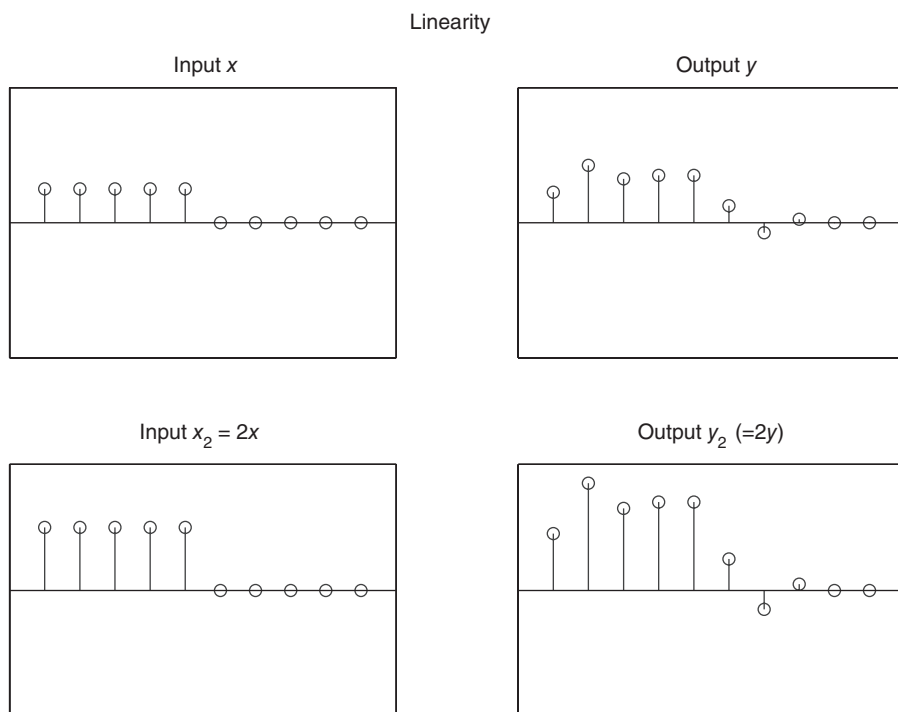 Linearity
Input x
Output y
Input x₂ = 2x
Output y₂ (=2y)